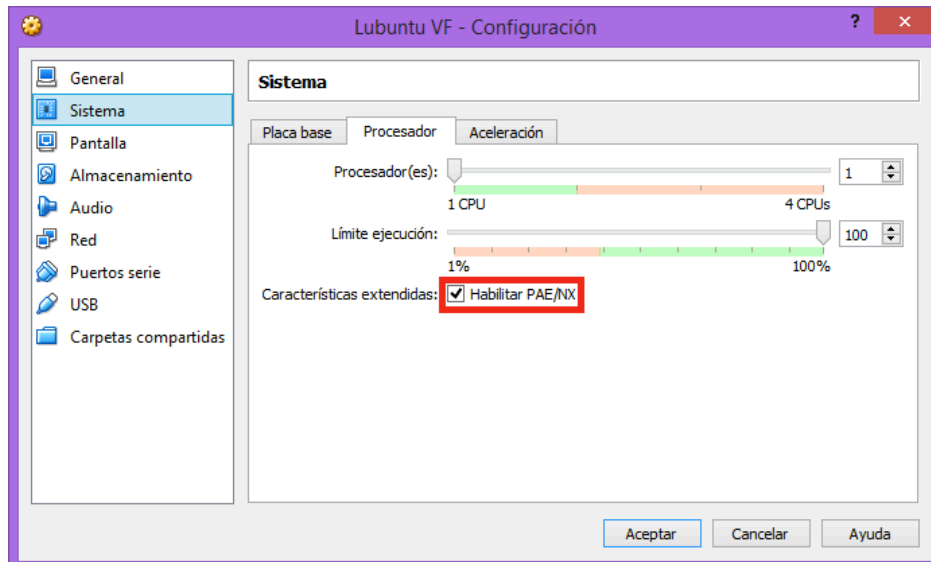 Lubuntu VF - Configuración
?
General
Sistema
Pantalla
Almacenamiento
Audio
Red
Puertos serie
USB
Carpetas compartidas
Sistema
Placa base Procesador Aceleración
Procesador(es): 1
1 CPU 4 CPUs
Límite ejecución: 100
1% 100%
Características extendidas: Habilitar PAE/NX
Aceptar Cancelar Ayuda